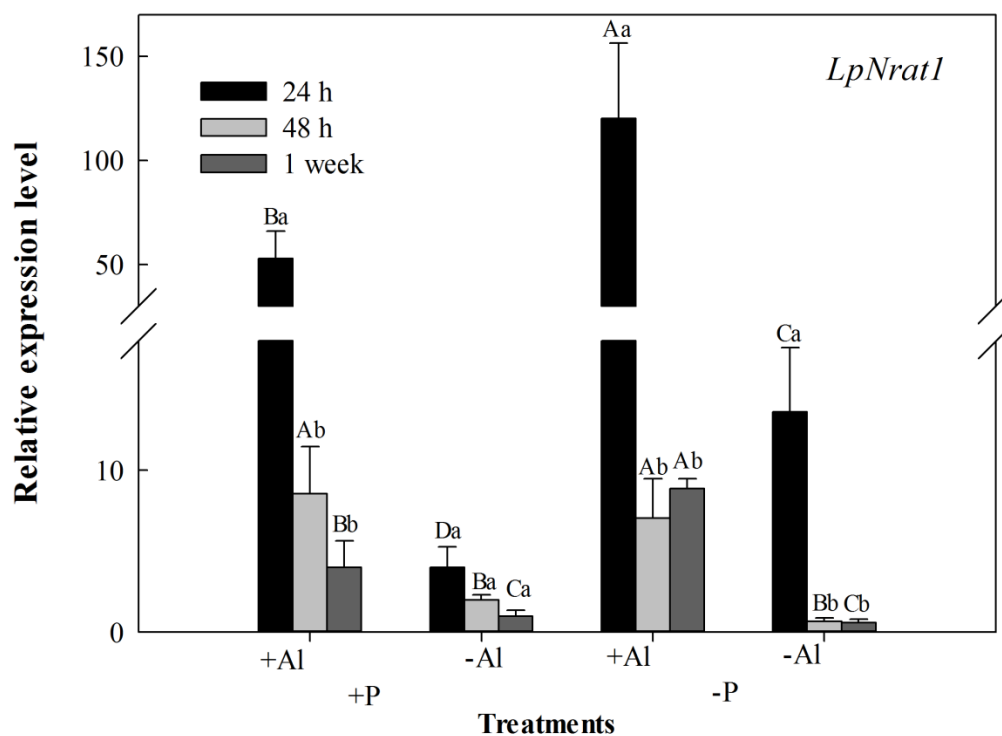 Aa
150
LpNrat1
24 h
48 h
1 week
100
Ba
50
Relative expression level
Ca
Ab
Ab
Ab
10
Bb
Da
Ba
Ca
Bb
Cb
0
+Al
-Al
+Al
-Al
+P
-P
Treatments